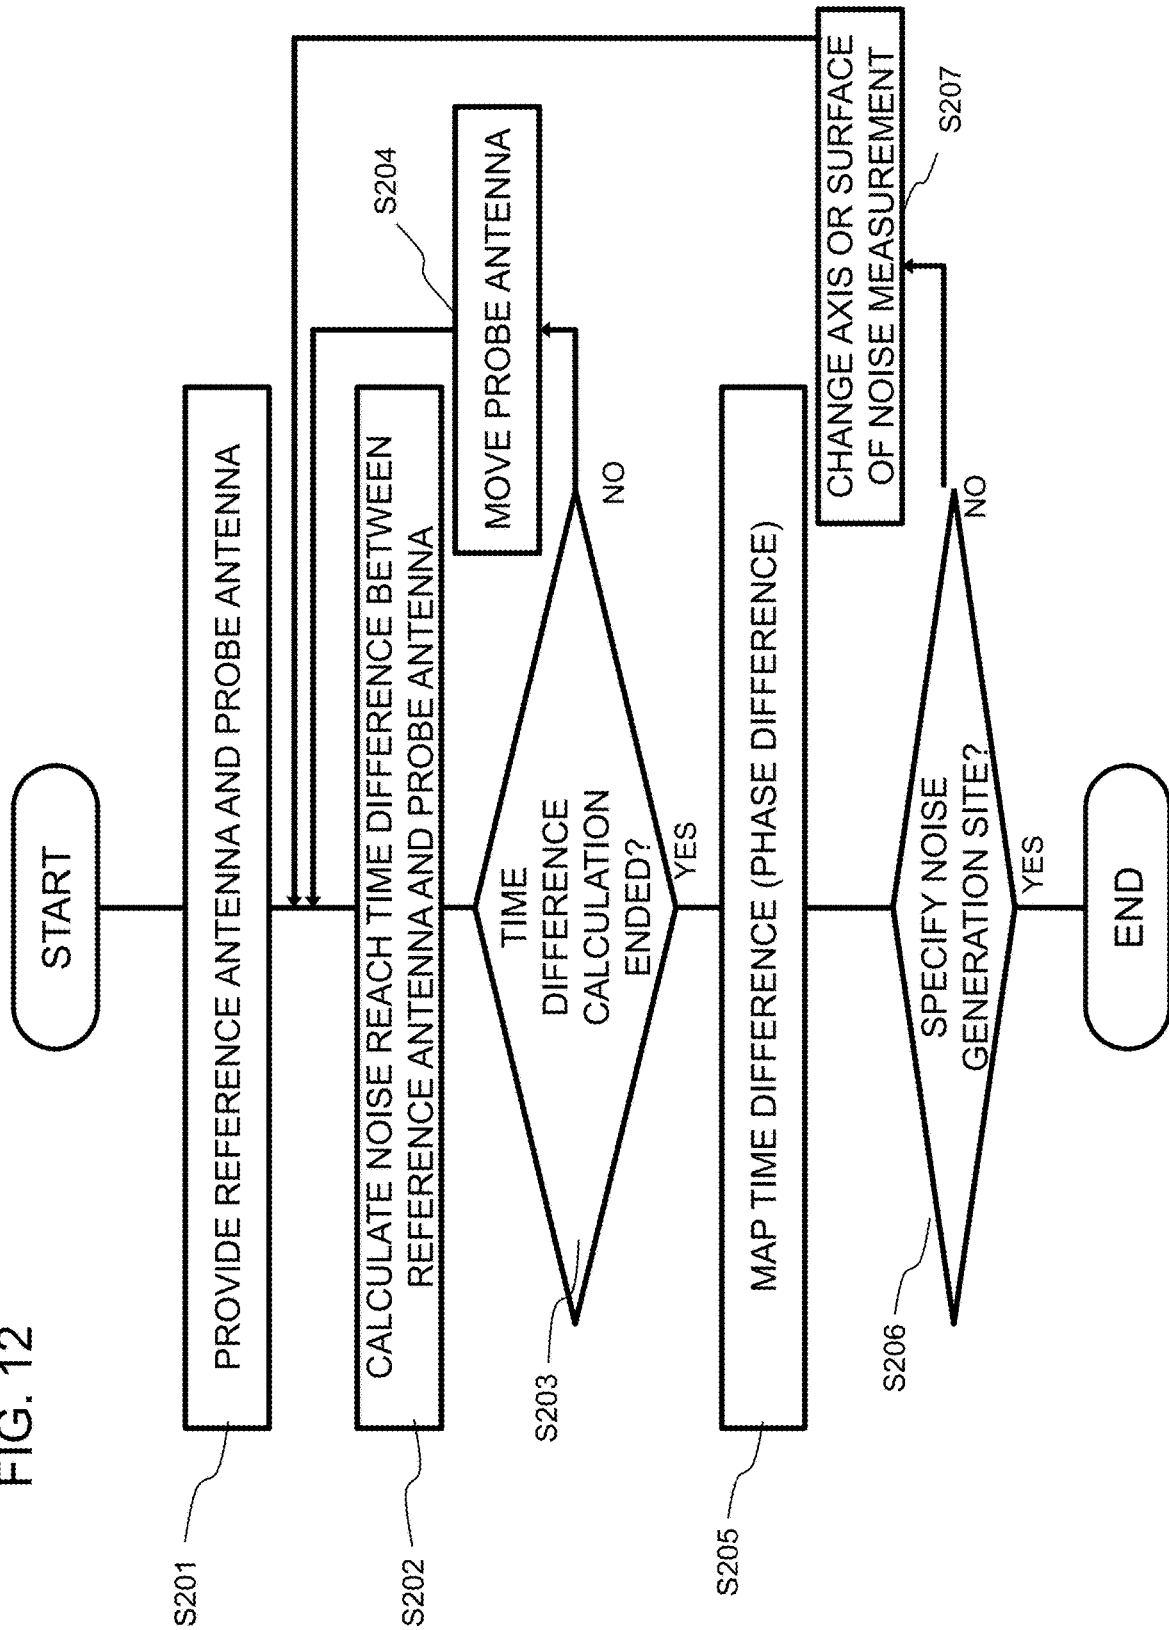 FIG. 12
START
S201
PROVIDE REFERENCE ANTENNA AND PROBE ANTENNA
S202
CALCULATE NOISE REACH TIME DIFFERENCE BETWEEN
REFERENCE ANTENNA AND PROBE ANTENNA
S203
TIME
DIFFERENCE
CALCULATION
ENDED?
NO
YES
S204
MOVE PROBE ANTENNA
S205
MAP TIME DIFFERENCE (PHASE DIFFERENCE)
S206
SPECIFY NOISE
GENERATION SITE?
NO
YES
CHANGE AXIS OR SURFACE
OF NOISE MEASUREMENT
S207
END